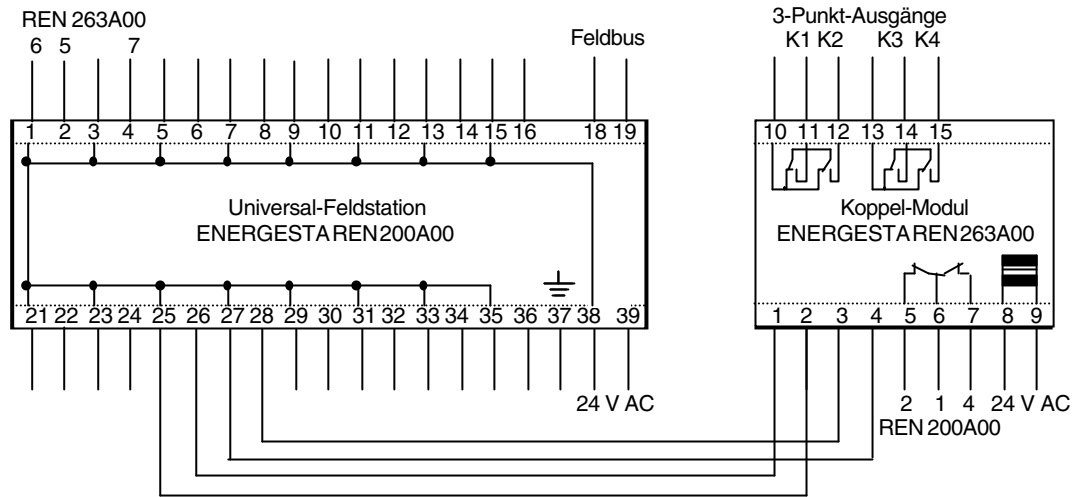 REN 263A00
6 5 7
Feldbus
3-Punkt-Ausgänge
K1 K2 K3 K4
1 2 3 4 5 6 7 8 9 10 11 12 13 14 15 16 18 19
10 11 12 13 14 15
Universal-Feldstation
ENERGESTA REN 200A00
Koppel-Modul
ENERGESTA REN 263A00
21 22 23 24 25 26 27 28 29 30 31 32 33 34 35 36 37 38 39
1 2 3 4 5 6 7 8 9
24 V AC
2 1 4 24 V AC
REN 200A00